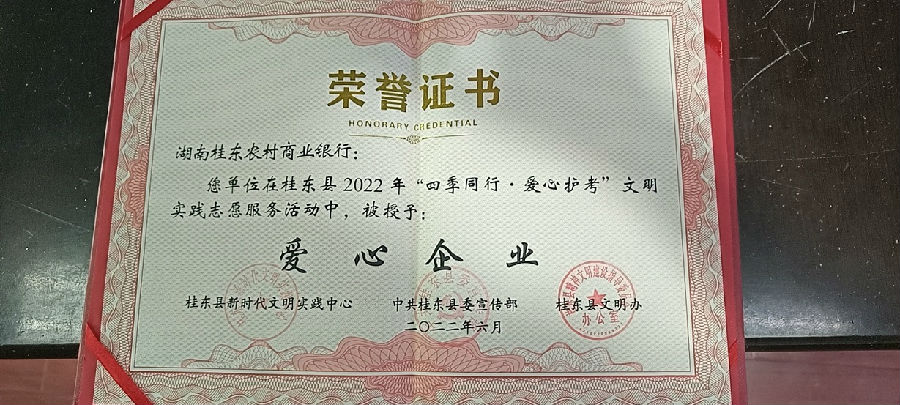 荣誉证书
HONORARY CREDENTIAL
湖南桂东农村商业银行：
您单位在桂东县2022年“四季同行·爱心护考”文明
实践志愿服务活动中，被授予：
爱心企业
桂东县新时代文明实践中心 中共桂东县委宣传部 桂东县文明办
二〇二二年六月
办公室